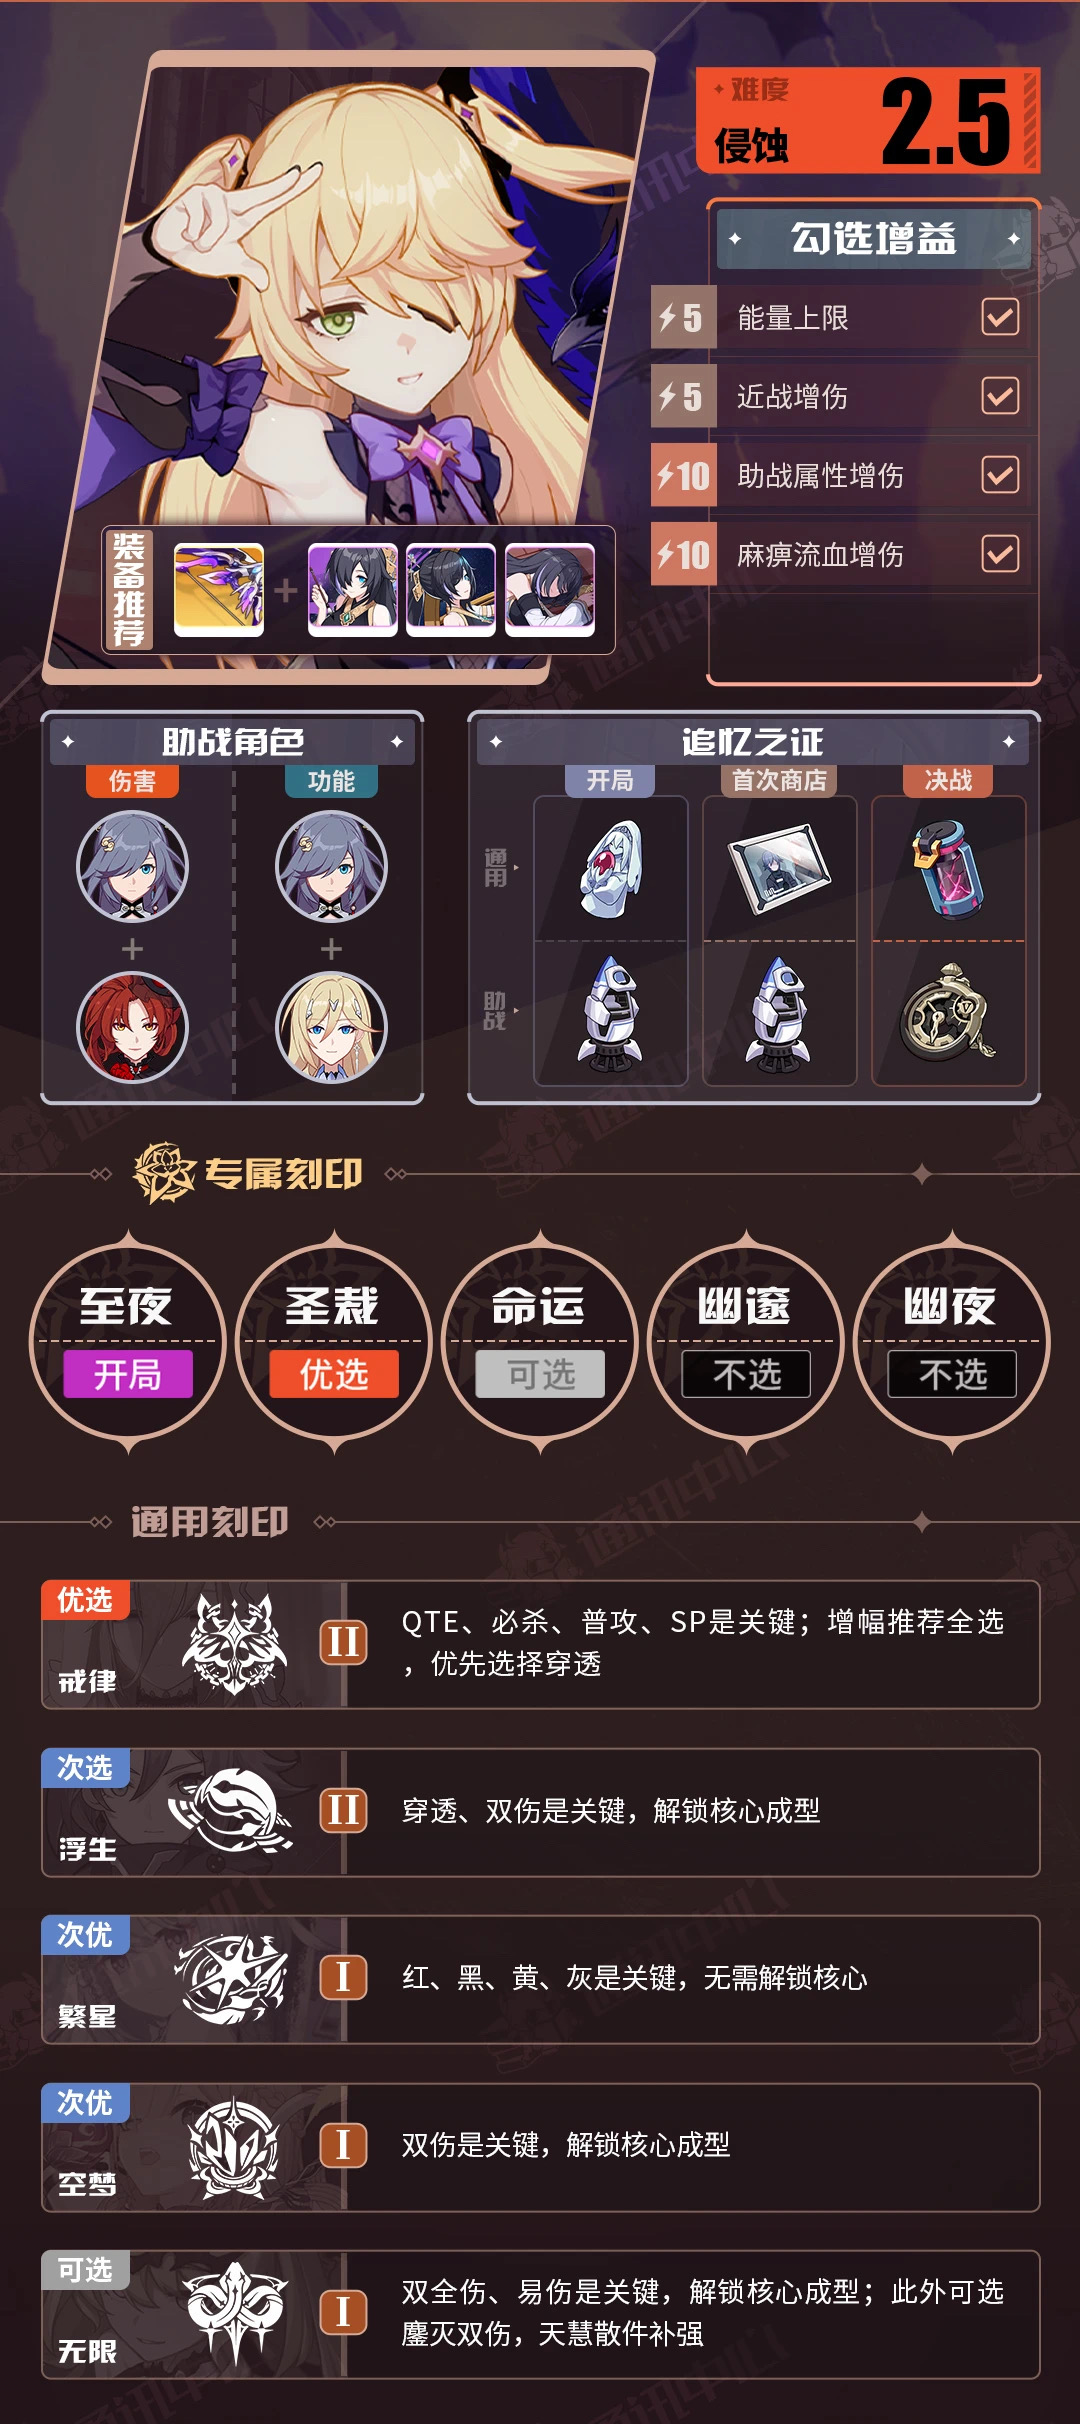 难度
侵蚀
2.5
勾选增益
5 能量上限
5 近战增伤
10 助战属性增伤
10 麻痹流血增伤
装备推荐
助战角色
伤害
功能
追忆之证
开局
首次商店
决战
通用
助战
专属刻印
至夜
开局
圣裁
优选
命运
可选
幽邃
不选
幽夜
不选
通用刻印
优选
戒律
II
QTE、必杀、普攻、SP是关键；增幅推荐全选
，优先选择穿透
次选
浮生
II
穿透、双伤是关键，解锁核心成型
次优
繁星
I
红、黑、黄、灰是关键，无需解锁核心
次优
空梦
I
双伤是关键，解锁核心成型
可选
无限
I
双全伤、易伤是关键，解锁核心成型；此外可选
鏖灭双伤，天慧散件补强
通讯中心